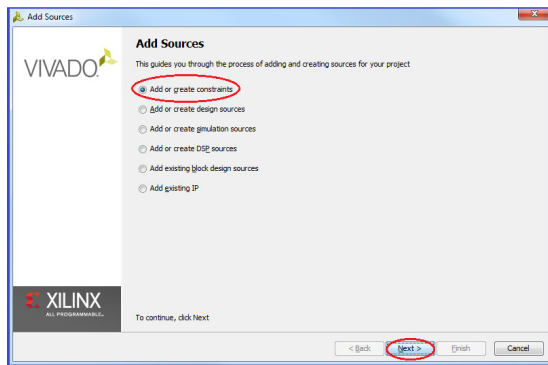 Add Sources
VIVADO.
Add Sources
This guides you through the process of adding and creating sources for your project
Add or create constraints
Add or create design sources
Add or create simulation sources
Add or create DSP sources
Add existing block design sources
Add existing IP
XILINX
ALL PROGRAMMABLE.
To continue, click Next
< Back
Next >
Finish
Cancel